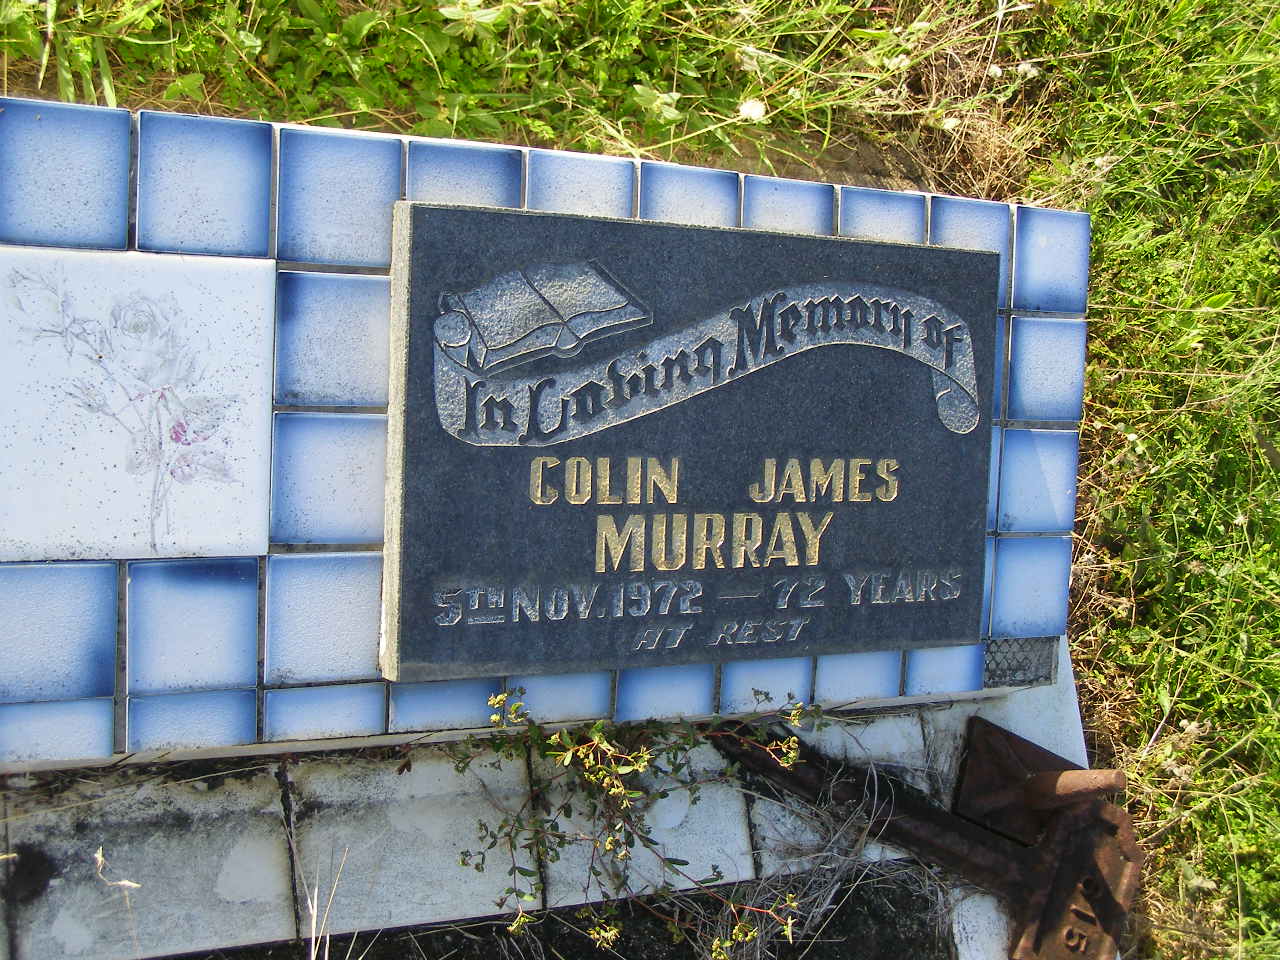 In Loving Memory of
COLIN JAMES
MURRAY
5TH NOV. 1972 — 72 YEARS
AT REST